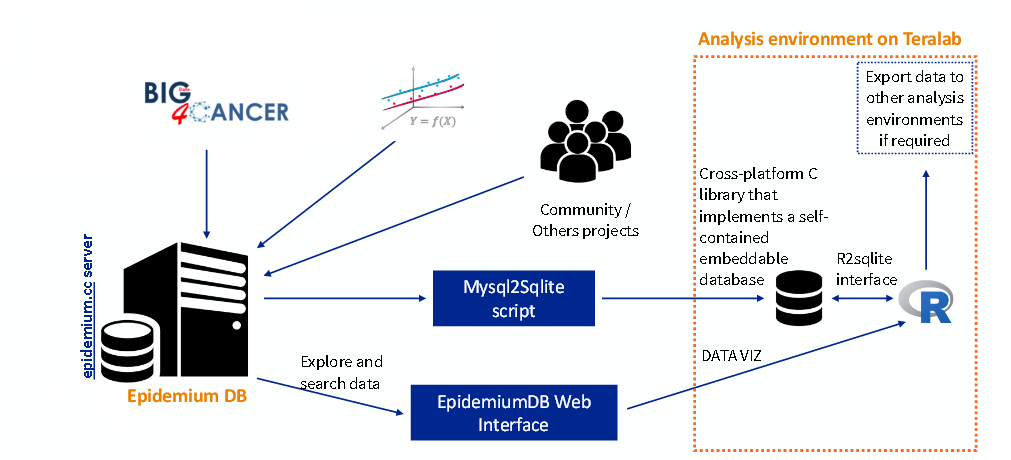 Analysis environment on Teralab
BIG
Data
4CANCER
Y = f(X)
Export data to
other analysis
environments
if required
Community /
Others projects
Cross-platform C
library that
implements a self-
contained
embeddable
database
R2sqlite
interface
epidemium.cc server
Mysql2Sqlite
script
R
Explore and
search data
DATA VIZ
Epidemium DB
EpidemiumDB Web
Interface